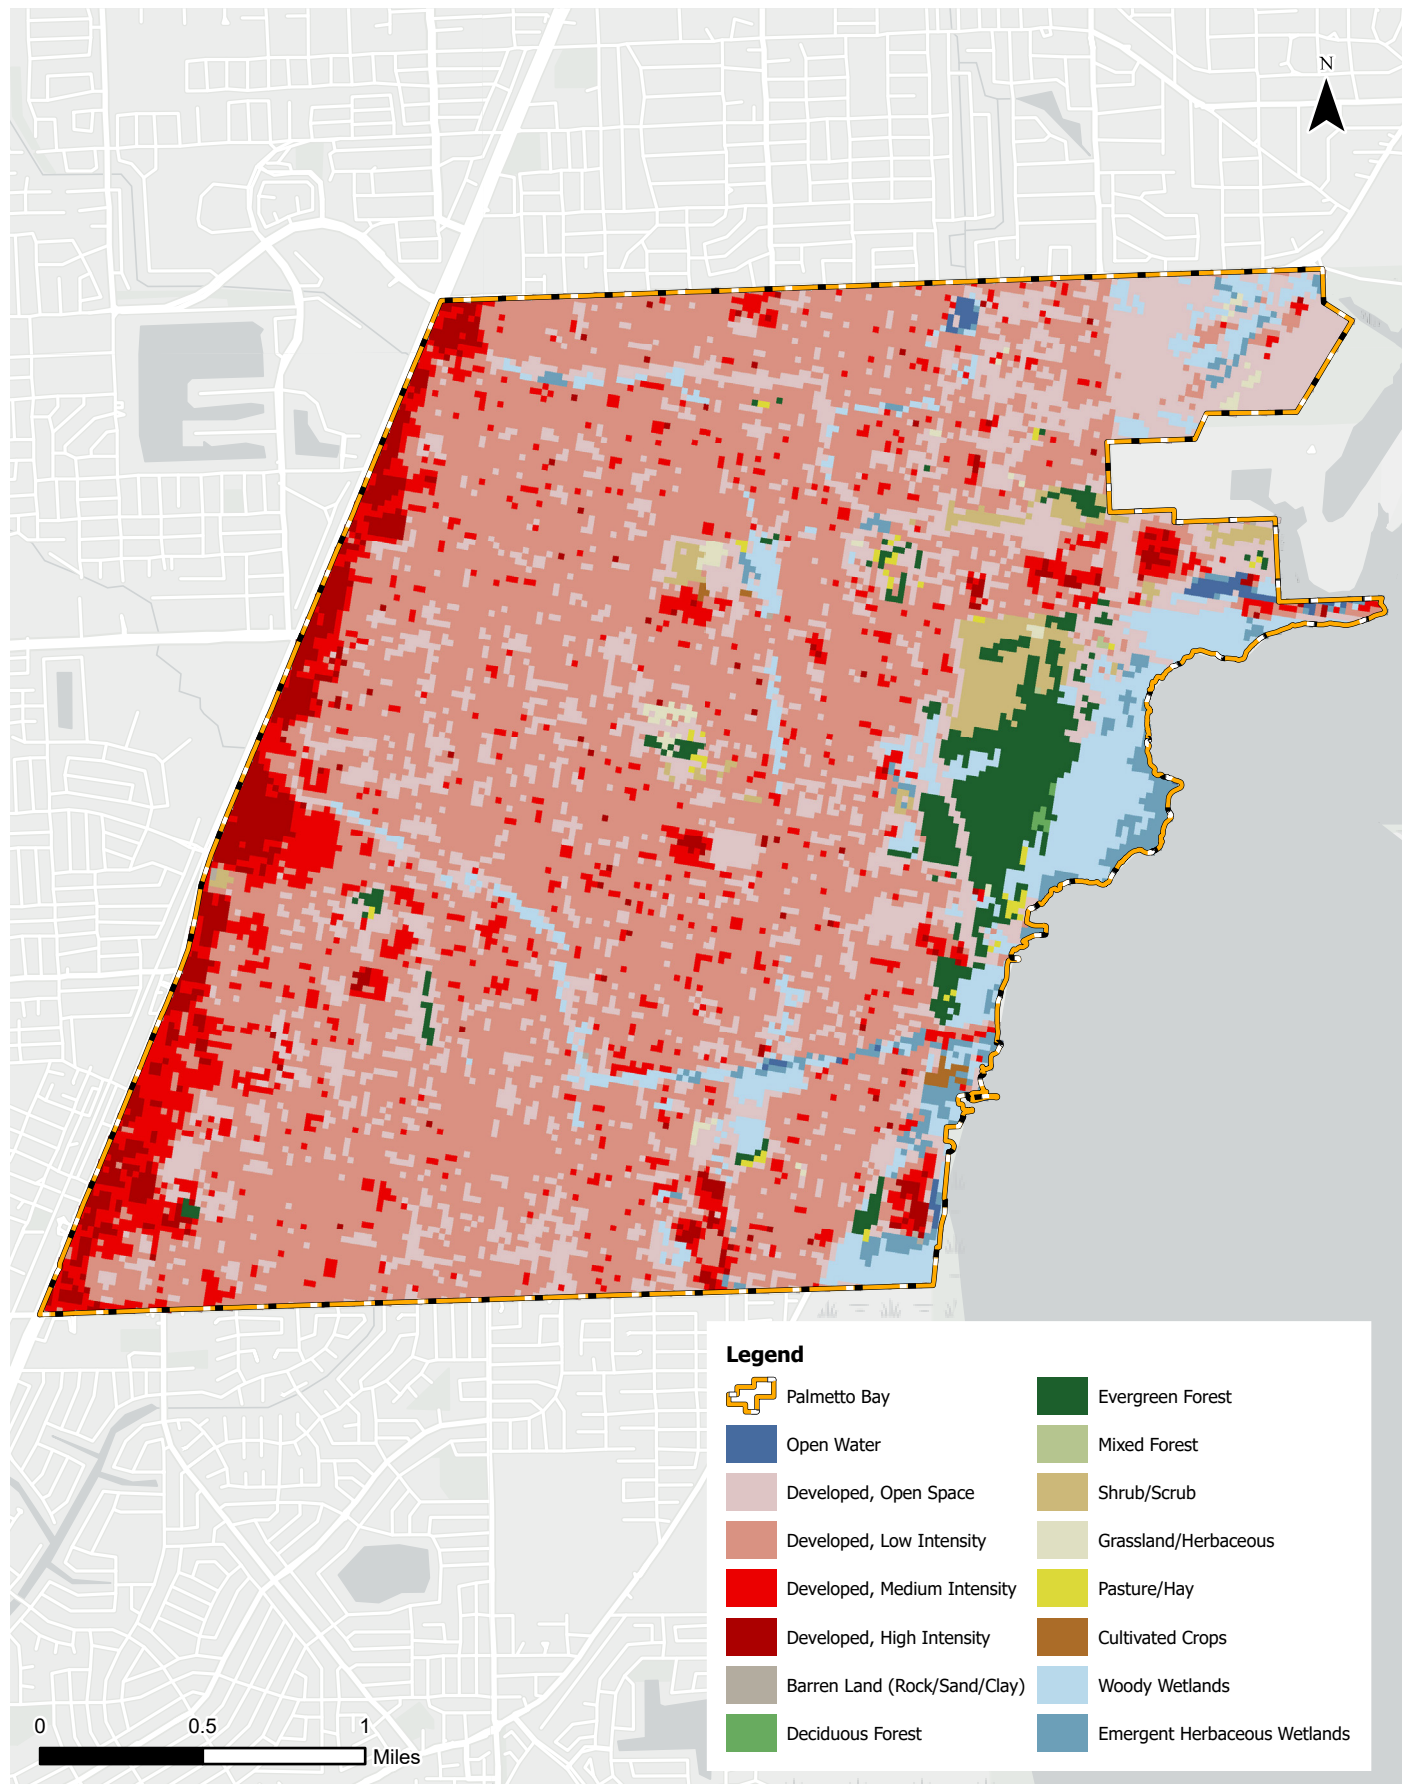 N
Legend
Palmetto Bay
Open Water
Developed, Open Space
Developed, Low Intensity
Developed, Medium Intensity
Developed, High Intensity
Barren Land (Rock/Sand/Clay)
Deciduous Forest
Evergreen Forest
Mixed Forest
Shrub/Scrub
Grassland/Herbaceous
Pasture/Hay
Cultivated Crops
Woody Wetlands
Emergent Herbaceous Wetlands
0 0.5 1
Miles